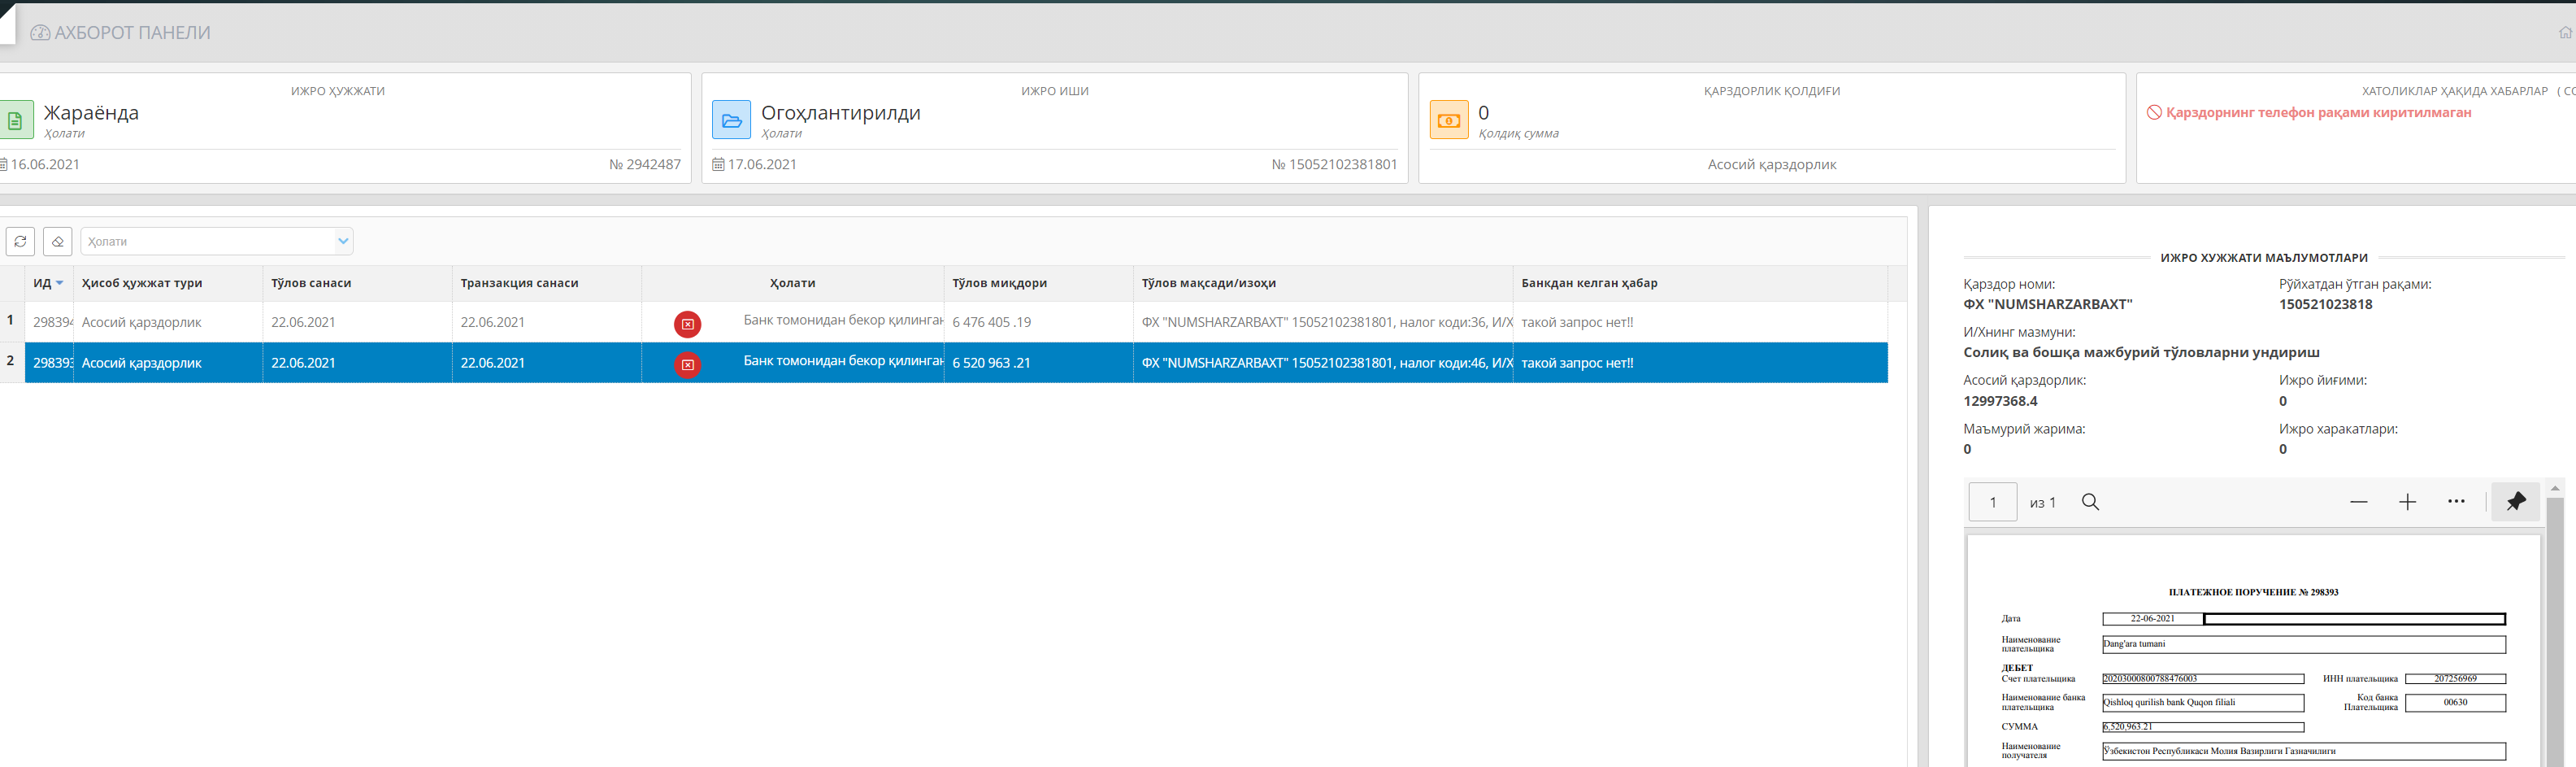 АХБОРОТ ПАНЕЛИ
ИЖРО ҲУЖЖАТИ
Жараёнда
Ҳолати
16.06.2021
№ 2942487
ИЖРО ИШИ
Огоҳлантирилди
Ҳолати
17.06.2021
№ 15052102381801
ҚАРЗДОРЛИК ҚОЛДИҒИ
0
Қолдиқ сумма
Асосий қарздорлик
ХАТОЛИКЛАР ҲАҚИДА ХАБАРЛАР ( СО
Қарздорнинг телефон рақами киритилмаган
Ҳолати
ИД Ҳисоб ҳужжат тури Тўлов санаси Транзакция санаси Ҳолати Тўлов миқдори Тўлов мақсади/изоҳи Банкдан келган ҳабар
1 298394 Асосий қарздорлик 22.06.2021 22.06.2021 Банк томонидан бекор қилинган 6 476 405 .19 ФХ "NUMSHARZARBAXT" 15052102381801, налог коди:36, И/Х такой запрос нет!!
2 298393 Асосий қарздорлик 22.06.2021 22.06.2021 Банк томонидан бекор қилинган 6 520 963 .21 ФХ "NUMSHARZARBAXT" 15052102381801, налог коди:46, И/Х такой запрос нет!!
ИЖРО ХУЖЖАТИ МАЪЛУМОТЛАРИ
Қарздор номи: Рўйхатдан ўтган рақами:
ФХ "NUMSHARZARBAXT" 150521023818
И/Хнинг мазмуни:
Солиқ ва бошқа мажбурий тўловларни ундириш
Асосий қарздорлик: Ижро йиғими:
12997368.4 0
Маъмурий жарима: Ижро харакатлари:
0 0
1 из 1
ПЛАТЕЖНОЕ ПОРУЧЕНИЕ № 298393
Дата 22-06-2021
Наименование
плательщика Dang'ara tumani
ДЕБЕТ
Счет плательщика 20203000800788476003 ИНН плательщика 207256969
Наименование банка
плательщика Qishloq qurilish bank Quqon filiali Код банка
Плательщика 00630
СУММА 6,520,963.21
Наименование
получателя Ўзбекистон Республикаси Молия Вазирлиги Газначилиги